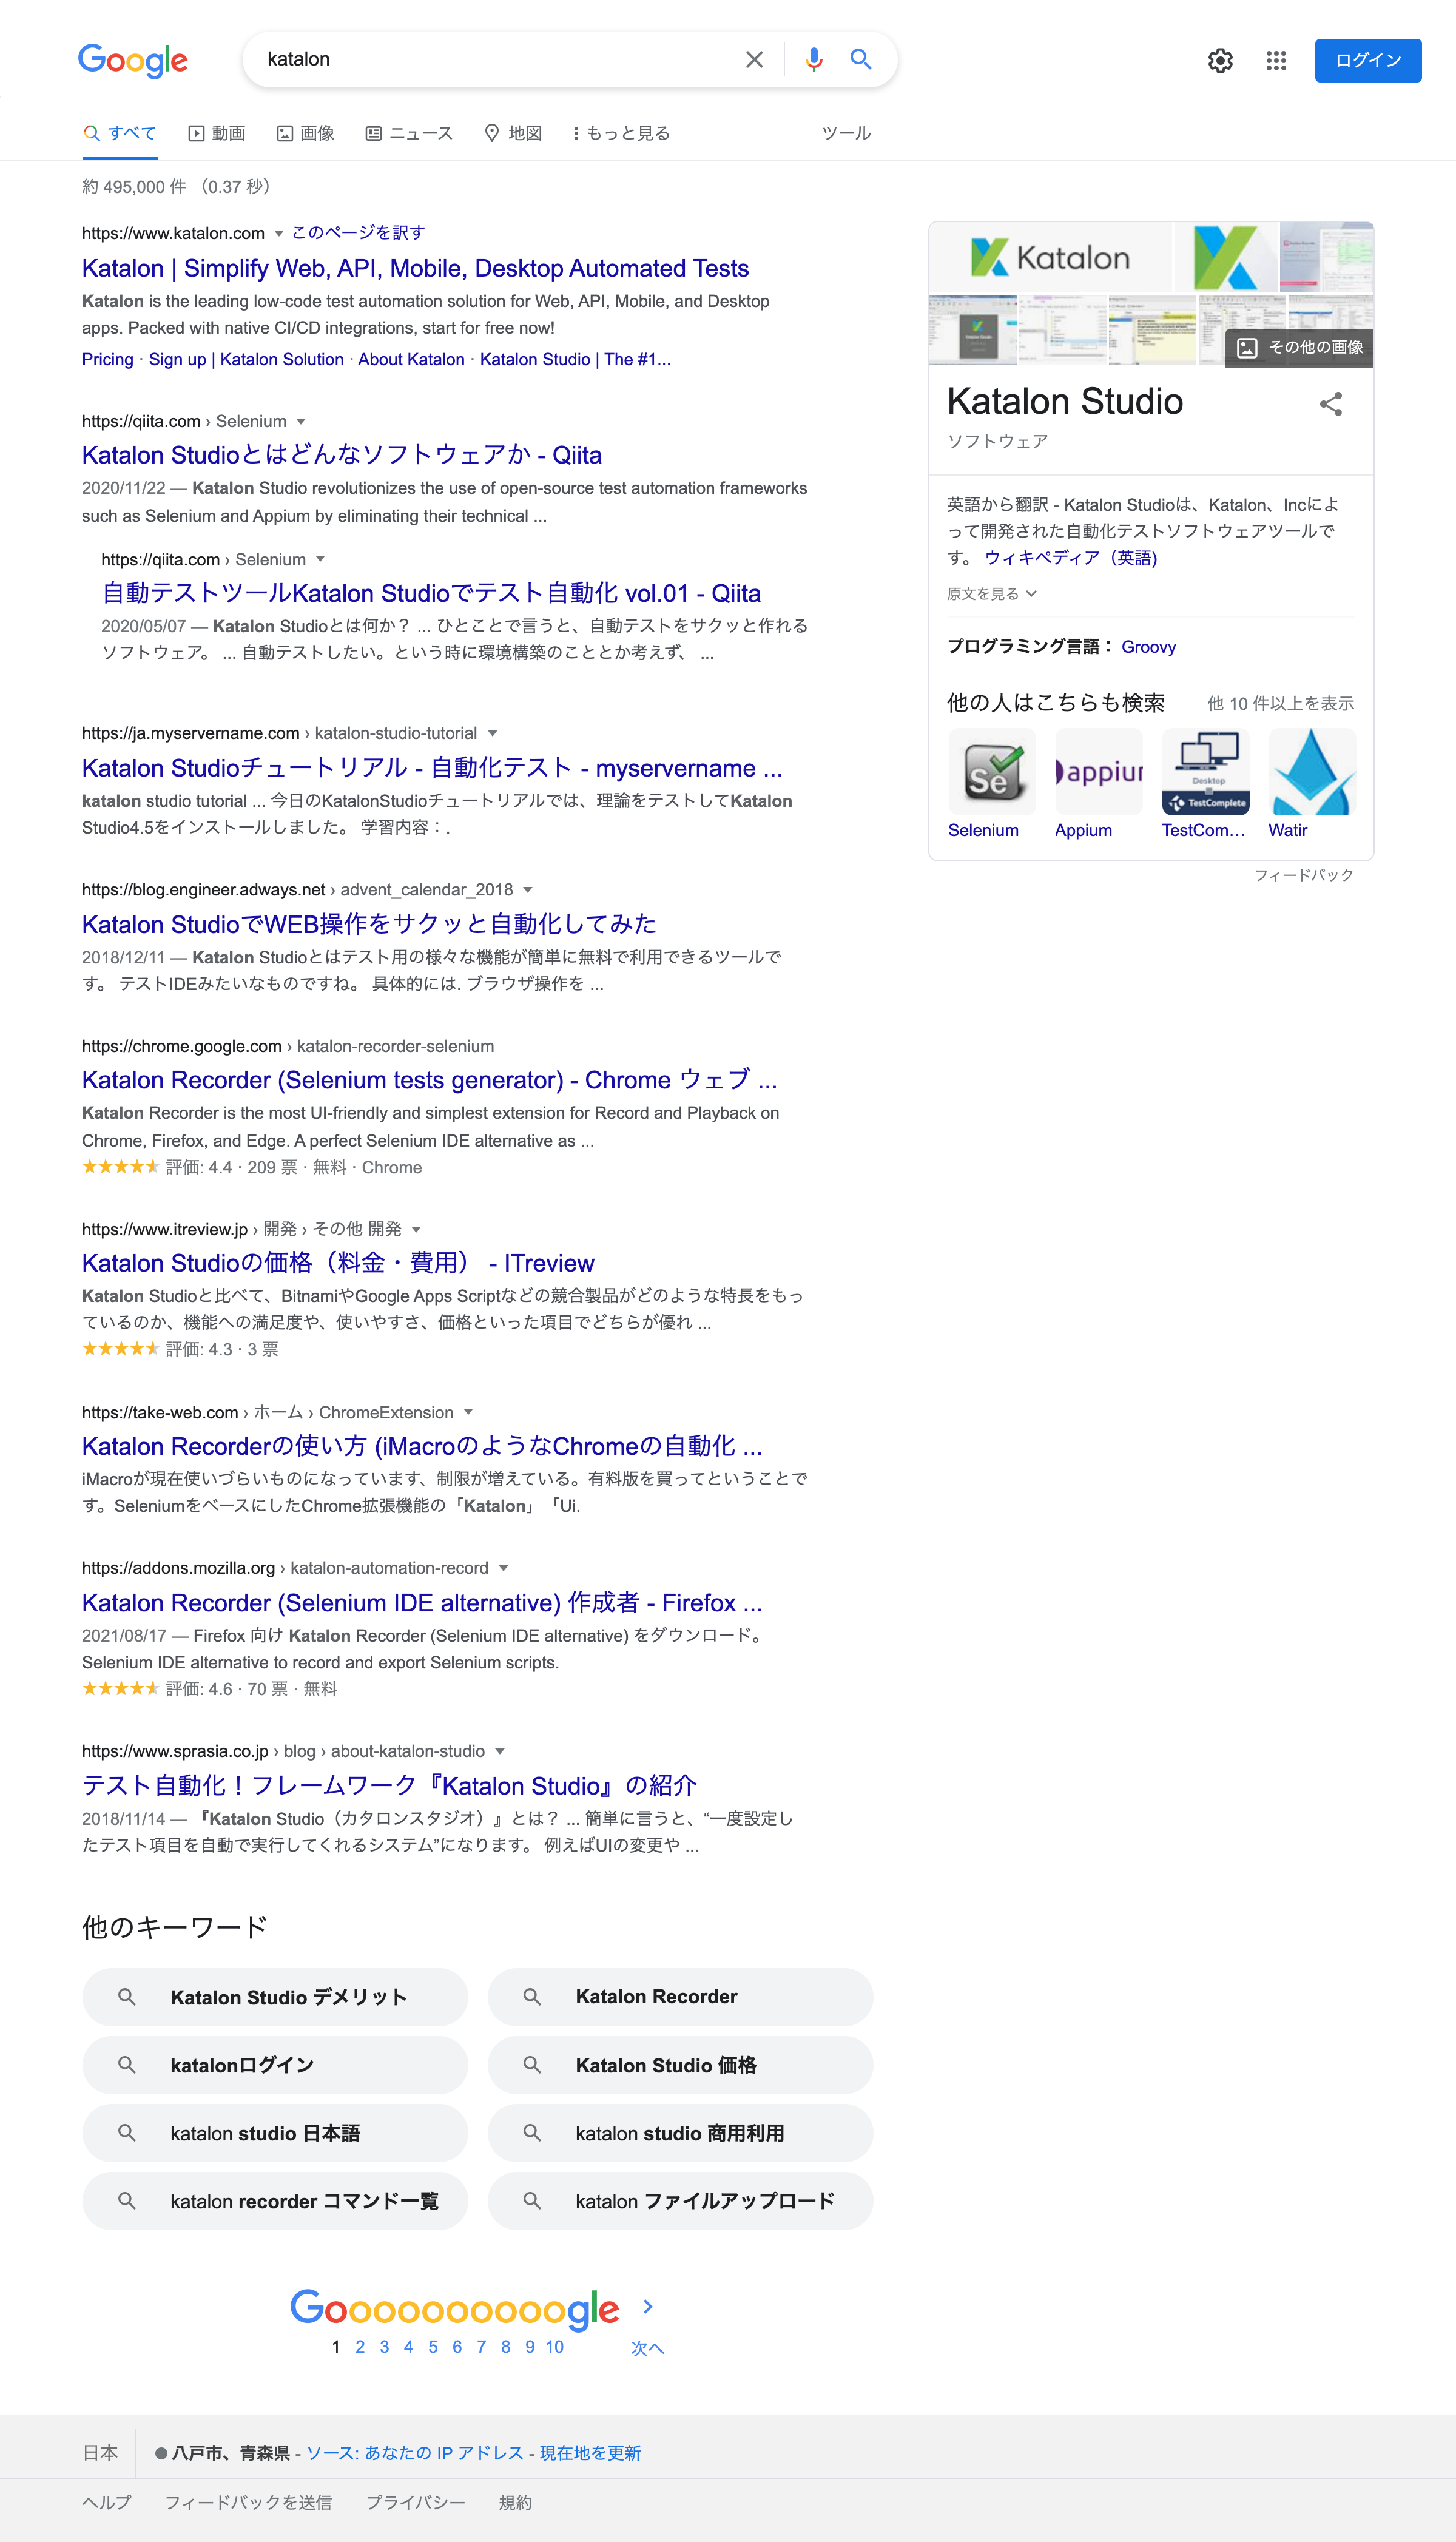 Google
katalon
ログイン
すべて 動画 画像 ニュース 地図 もっと見る ツール
約 495,000 件 （0.37 秒）
https://www.katalon.com このページを訳す
Katalon | Simplify Web, API, Mobile, Desktop Automated Tests
Katalon is the leading low-code test automation solution for Web, API, Mobile, and Desktop
apps. Packed with native CI/CD integrations, start for free now!
Pricing · Sign up | Katalon Solution · About Katalon · Katalon Studio | The #1...
https://qiita.com › Selenium
Katalon Studioとはどんなソフトウェアか - Qiita
2020/11/22 — Katalon Studio revolutionizes the use of open-source test automation frameworks
such as Selenium and Appium by eliminating their technical ...
https://qiita.com › Selenium
自動テストツールKatalon Studioでテスト自動化 vol.01 - Qiita
2020/05/07 — Katalon Studioとは何か？ ... ひとことで言うと、自動テストをサクッと作れる
ソフトウェア。 ... 自動テストしたい。という時に環境構築のこととか考えず、 ...
https://ja.myservername.com › katalon-studio-tutorial
Katalon Studioチュートリアル - 自動化テスト - myservername ...
katalon studio tutorial ... 今日のKatalonStudioチュートリアルでは、理論をテストしてKatalon
Studio4.5をインストールしました。 学習内容：.
https://blog.engineer.adways.net › advent_calendar_2018
Katalon StudioでWEB操作をサクッと自動化してみた
2018/12/11 — Katalon Studioとはテスト用の様々な機能が簡単に無料で利用できるツールで
す。 テストIDEみたいなものですね。 具体的には. ブラウザ操作を ...
https://chrome.google.com › katalon-recorder-selenium
Katalon Recorder (Selenium tests generator) - Chrome ウェブ ...
Katalon Recorder is the most UI-friendly and simplest extension for Record and Playback on
Chrome, Firefox, and Edge. A perfect Selenium IDE alternative as ...
評価: 4.4 · 209 票 · 無料 · Chrome
https://www.itreview.jp › 開発 › その他 開発
Katalon Studioの価格（料金・費用） - ITreview
Katalon Studioと比べて、BitnamiやGoogle Apps Scriptなどの競合製品がどのような特長をもっ
ているのか、機能への満足度や、使いやすさ、価格といった項目でどちらが優れ ...
評価: 4.3 · 3 票
https://take-web.com › ホーム › ChromeExtension
Katalon Recorderの使い方 (iMacroのようなChromeの自動化 ...
iMacroが現在使いづらいものになっています、制限が増えている。有料版を買ってということで
す。SeleniumをベースにしたChrome拡張機能の「Katalon」「Ui.
https://addons.mozilla.org › katalon-automation-record
Katalon Recorder (Selenium IDE alternative) 作成者 - Firefox ...
2021/08/17 — Firefox 向け Katalon Recorder (Selenium IDE alternative) をダウンロード。
Selenium IDE alternative to record and export Selenium scripts.
評価: 4.6 · 70 票 · 無料
https://www.sprasia.co.jp › blog › about-katalon-studio
テスト自動化！フレームワーク『Katalon Studio』の紹介
2018/11/14 — 『Katalon Studio（カタロンスタジオ）』とは？ ... 簡単に言うと、“一度設定し
たテスト項目を自動で実行してくれるシステム”になります。 例えばUIの変更や ...
Katalon
その他の画像
Katalon Studio
ソフトウェア
英語から翻訳 - Katalon Studioは、Katalon、Incによ
って開発された自動化テストソフトウェアツールで
す。 ウィキペディア（英語)
原文を見る
プログラミング言語： Groovy
他の人はこちらも検索 他 10 件以上を表示
Se appium Desktop TestComplete
Selenium Appium TestCom... Watir
フィードバック
他のキーワード
Katalon Studio デメリット
Katalon Recorder
katalonログイン
Katalon Studio 価格
katalon studio 日本語
katalon studio 商用利用
katalon recorder コマンド一覧
katalon ファイルアップロード
Goooooooooogle
1 2 3 4 5 6 7 8 9 10 次へ
日本 八戸市、青森県 - ソース: あなたの IP アドレス - 現在地を更新
ヘルプ フィードバックを送信 プライバシー 規約